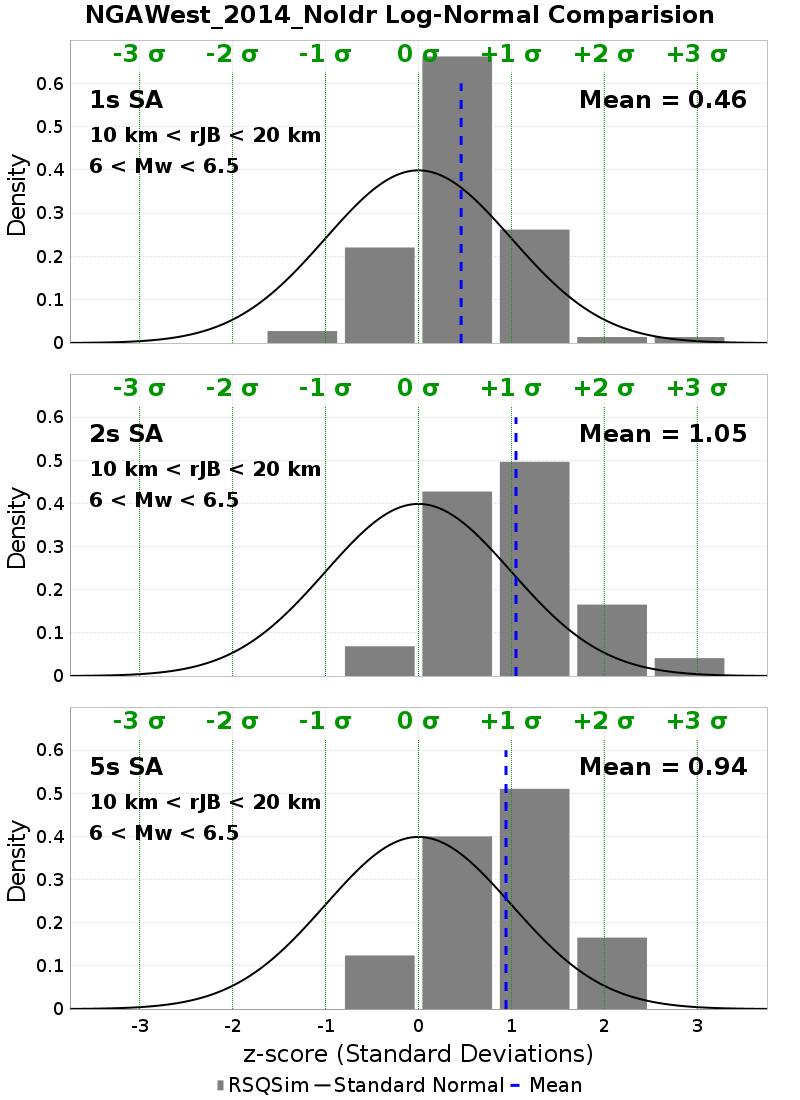 NGAWest_2014_NoIdr Log-Normal Comparision
-3 σ -2 σ -1 σ 0 σ +1 σ +2 σ +3 σ
1s SA
Mean = 0.46
10 km < rJB < 20 km
6 < Mw < 6.5
Density
0.6
0.5
0.4
0.3
0.2
0.1
0
-3 σ -2 σ -1 σ 0 σ +1 σ +2 σ +3 σ
2s SA
Mean = 1.05
10 km < rJB < 20 km
6 < Mw < 6.5
Density
0.6
0.5
0.4
0.3
0.2
0.1
0
-3 σ -2 σ -1 σ 0 σ +1 σ +2 σ +3 σ
5s SA
Mean = 0.94
10 km < rJB < 20 km
6 < Mw < 6.5
Density
0.6
0.5
0.4
0.3
0.2
0.1
0
-3 -2 -1 0 1 2 3
z-score (Standard Deviations)
RSQSim Standard Normal Mean